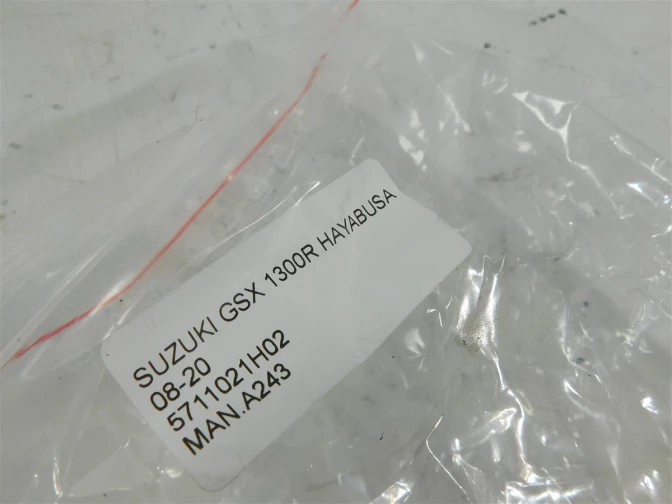 SUZUKI GSX 1300R HAYABUSA
08-20
5711021H02
MAN.A243